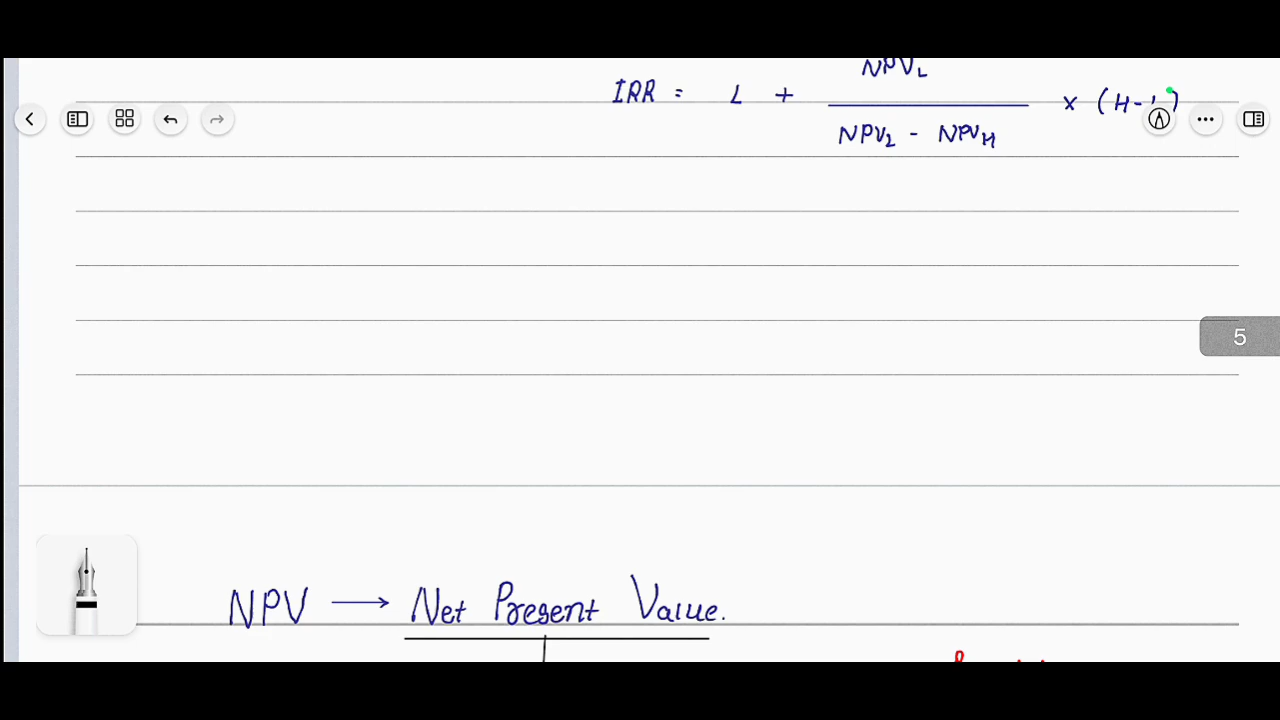 NPVL
IRR = L + × (H-L)
NPVL - NPVH
5
NPV → Net Present Value.